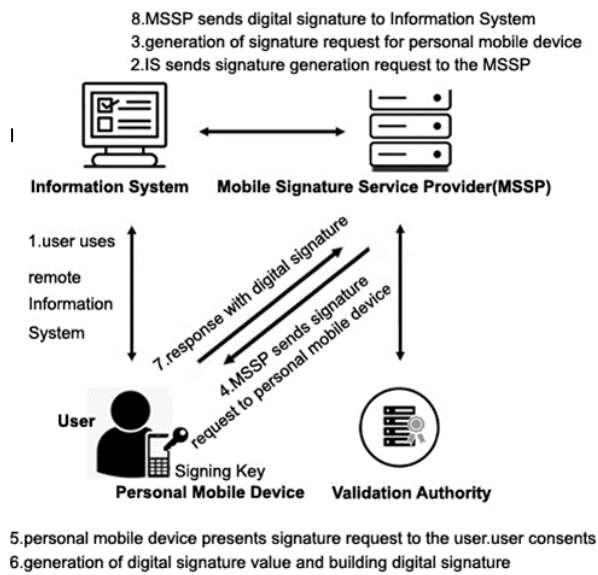 8.MSSP sends digital signature to Information System
3.generation of signature request for personal mobile device
2.IS sends signature generation request to the MSSP
I
Information System
Mobile Signature Service Provider(MSSP)
1.user uses
remote
Information
System
7.response with digital signature
4.MSSP sends signature
request to personal mobile device
User
Signing Key
Personal Mobile Device
Validation Authority
5.personal mobile device presents signature request to the user.user consents
6.generation of digital signature value and building digital signature